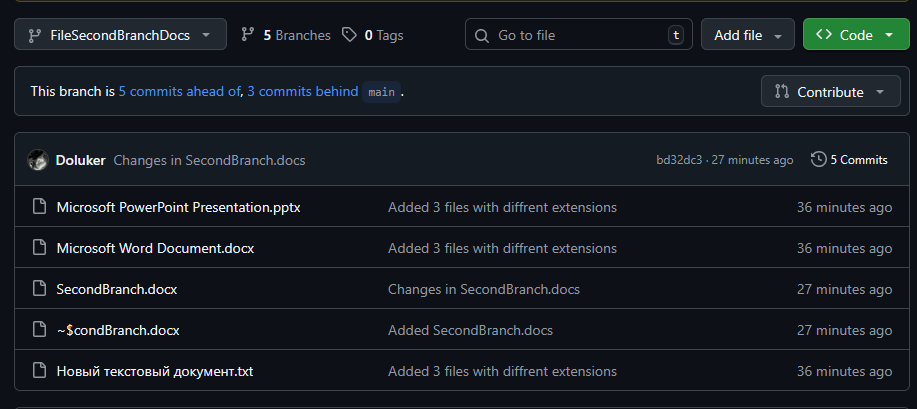 FileSecondBranchDocs 5 Branches 0 Tags Go to file t Add file Code
This branch is 5 commits ahead of, 3 commits behind main.
Doluker Changes in SecondBranch.docs bd32dc3 · 27 minutes ago 5 Commits
Microsoft PowerPoint Presentation.pptx Added 3 files with diffrent extensions 36 minutes ago
Microsoft Word Document.docx Added 3 files with diffrent extensions 36 minutes ago
SecondBranch.docx Changes in SecondBranch.docs 27 minutes ago
~$condBranch.docx Added SecondBranch.docs 27 minutes ago
Новый текстовый документ.txt Added 3 files with diffrent extensions 36 minutes ago
Contribute